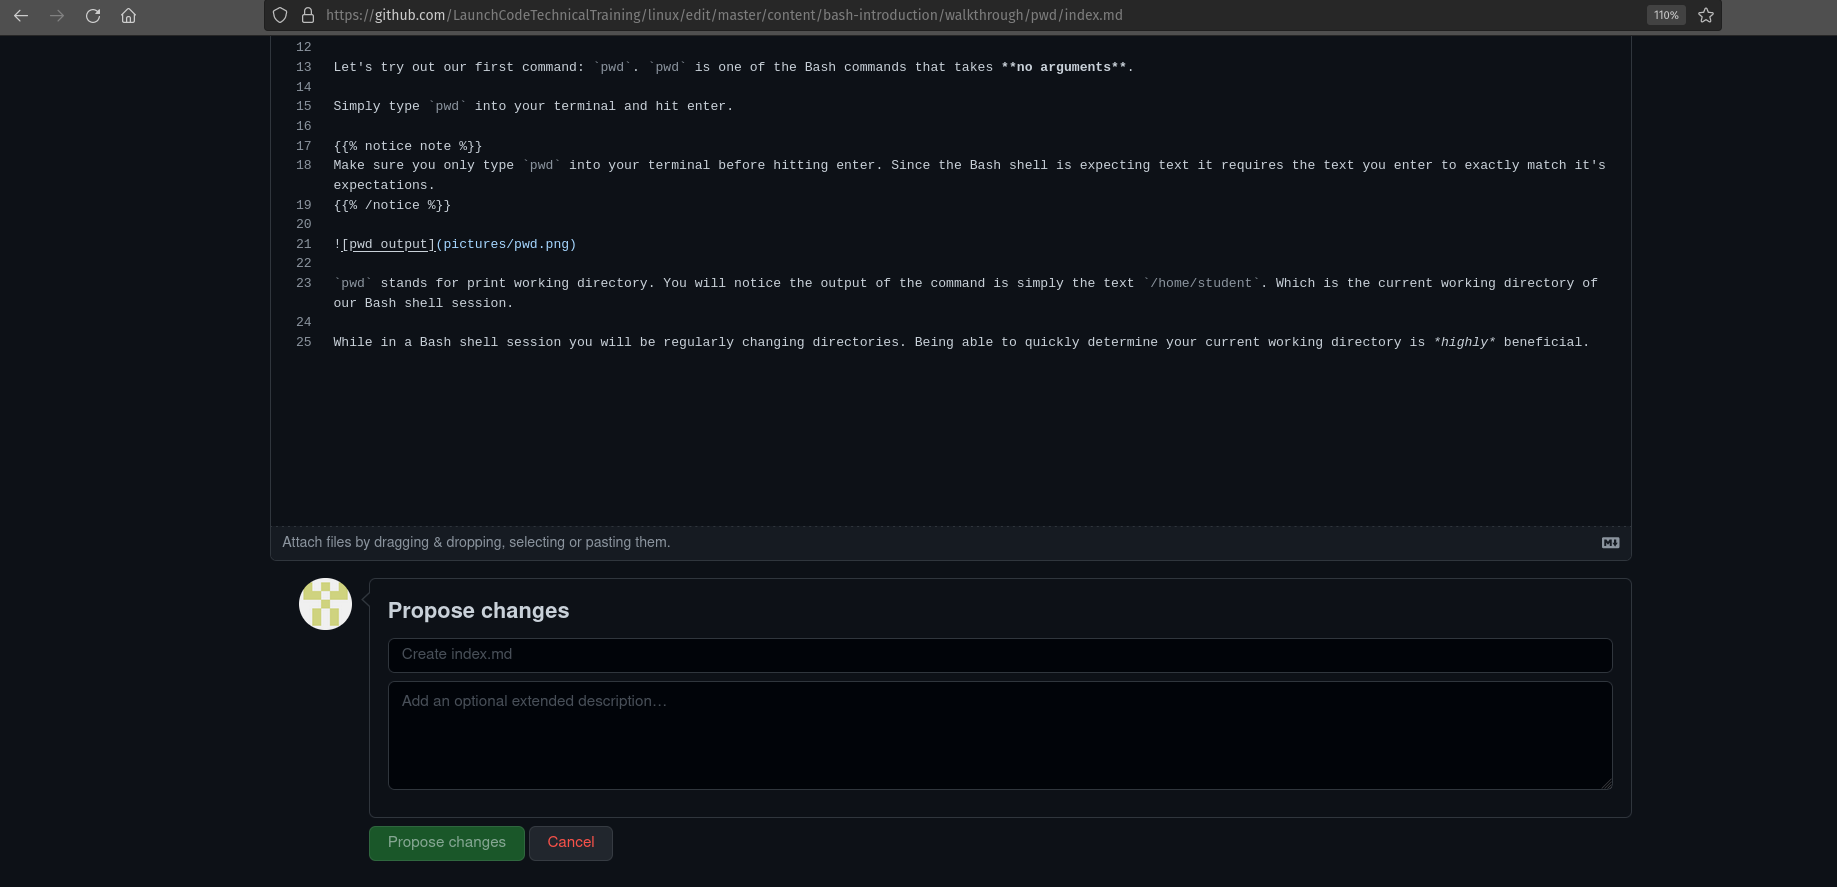 https://github.com/LaunchCodeTechnicalTraining/linux/edit/master/content/bash-introduction/walkthrough/pwd/index.md
110%
12
13 Let's try out our first command: `pwd`. `pwd` is one of the Bash commands that takes **no arguments**.
14
15 Simply type `pwd` into your terminal and hit enter.
16
17 {{% notice note %}}
18 Make sure you only type `pwd` into your terminal before hitting enter. Since the Bash shell is expecting text it requires the text you enter to exactly match it's
expectations.
19 {{% /notice %}}
20
21 ![pwd output](pictures/pwd.png)
22
23 `pwd` stands for print working directory. You will notice the output of the command is simply the text `/home/student`. Which is the current working directory of
our Bash shell session.
24
25 While in a Bash shell session you will be regularly changing directories. Being able to quickly determine your current working directory is *highly* beneficial.
Attach files by dragging & dropping, selecting or pasting them.
Propose changes
Create index.md
Add an optional extended description…
Propose changes
Cancel